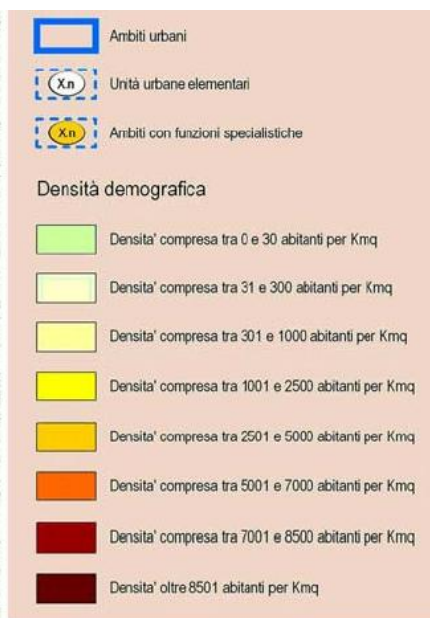 Ambiti urbani
X.n
Unità urbane elementari
X.n
Ambiti con funzioni specialistiche
Densità demografica
Densita' compresa tra 0 e 30 abitanti per Kmq
Densita' compresa tra 31 e 300 abitanti per Kmq
Densita' compresa tra 301 e 1000 abitanti per Kmq
Densita' compresa tra 1001 e 2500 abitanti per Kmq
Densita' compresa tra 2501 e 5000 abitanti per Kmq
Densita' compresa tra 5001 e 7000 abitanti per Kmq
Densita' compresa tra 7001 e 8500 abitanti per Kmq
Densita' oltre 8501 abitanti per Kmq